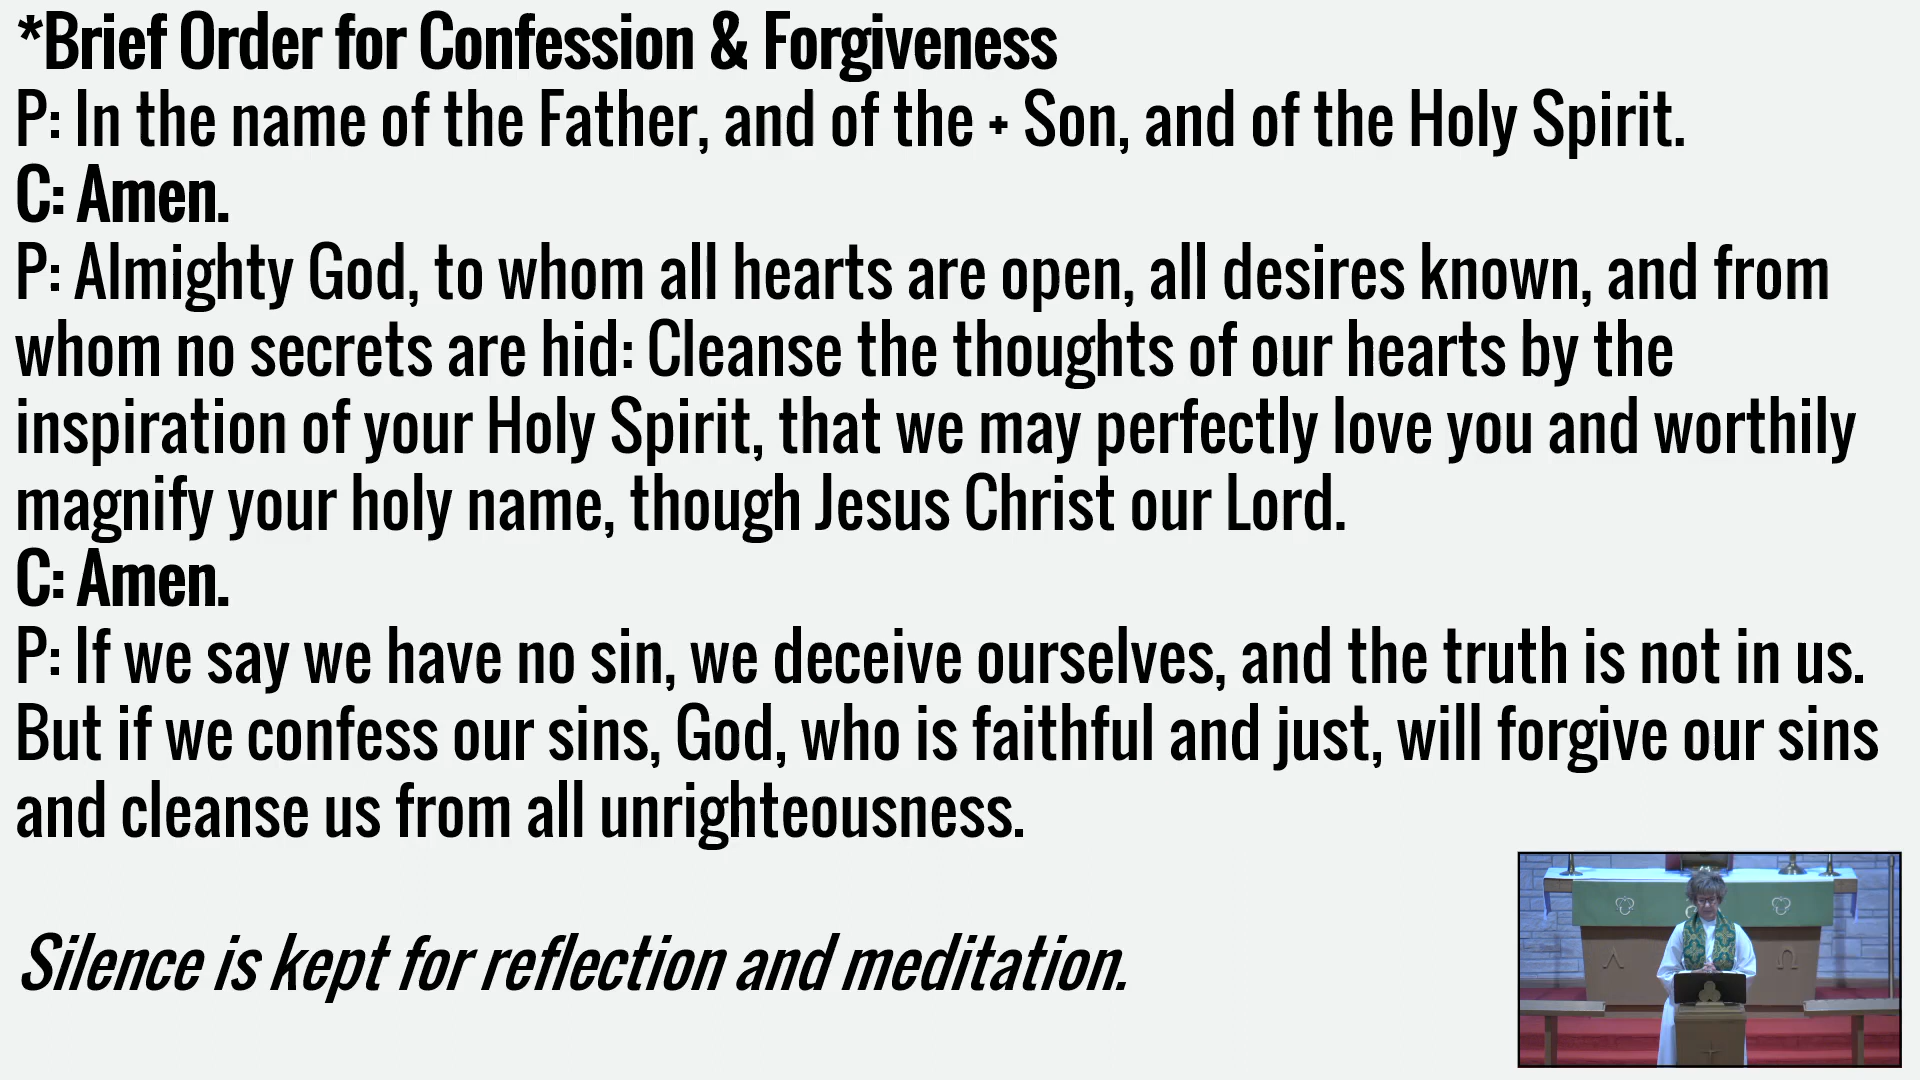 *Brief Order for Confession & Forgiveness
P: In the name of the Father, and of the + Son, and of the Holy Spirit.
C: Amen.
P: Almighty God, to whom all hearts are open, all desires known, and from
whom no secrets are hid: Cleanse the thoughts of our hearts by the
inspiration of your Holy Spirit, that we may perfectly love you and worthily
magnify your holy name, though Jesus Christ our Lord.
C: Amen.
P: If we say we have no sin, we deceive ourselves, and the truth is not in us.
But if we confess our sins, God, who is faithful and just, will forgive our sins
and cleanse us from all unrighteousness.
Silence is kept for reflection and meditation.
Α Ω